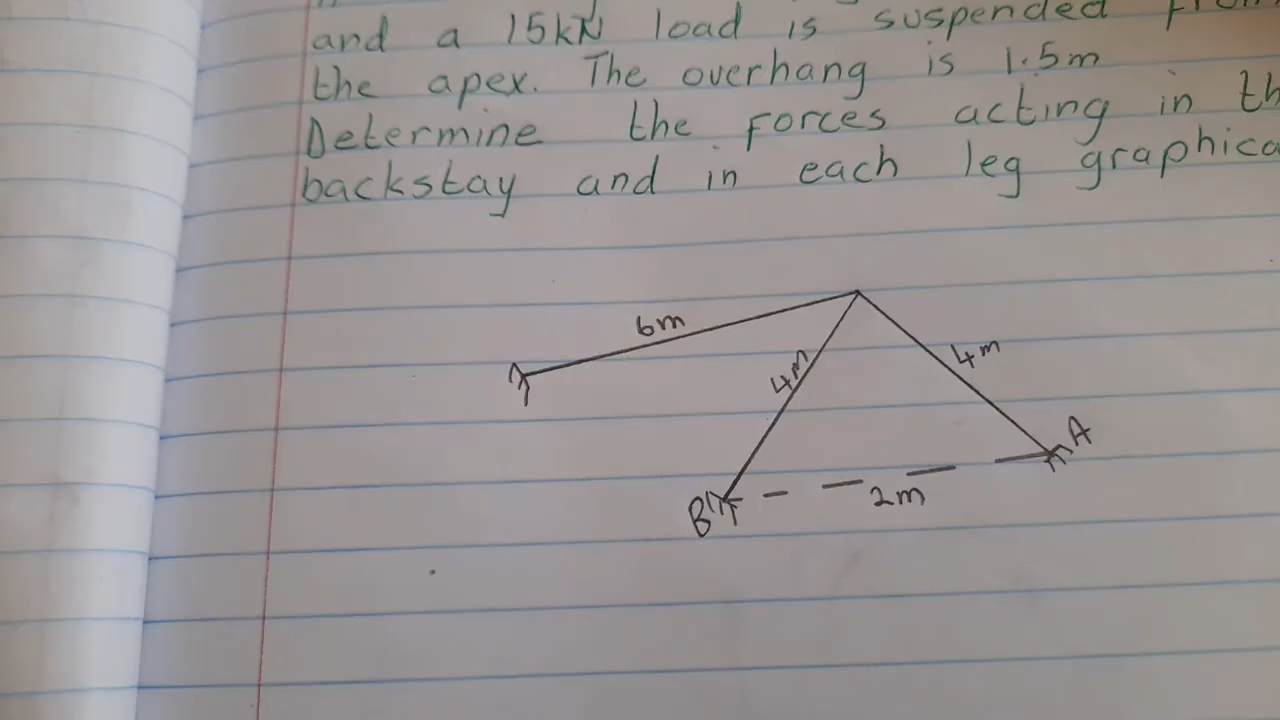 and a 15kN load is suspended
the apex. The overhang is 1.5m
Determine the forces acting in
backstay and in each leg
6m
4m
4m
A
B
2m